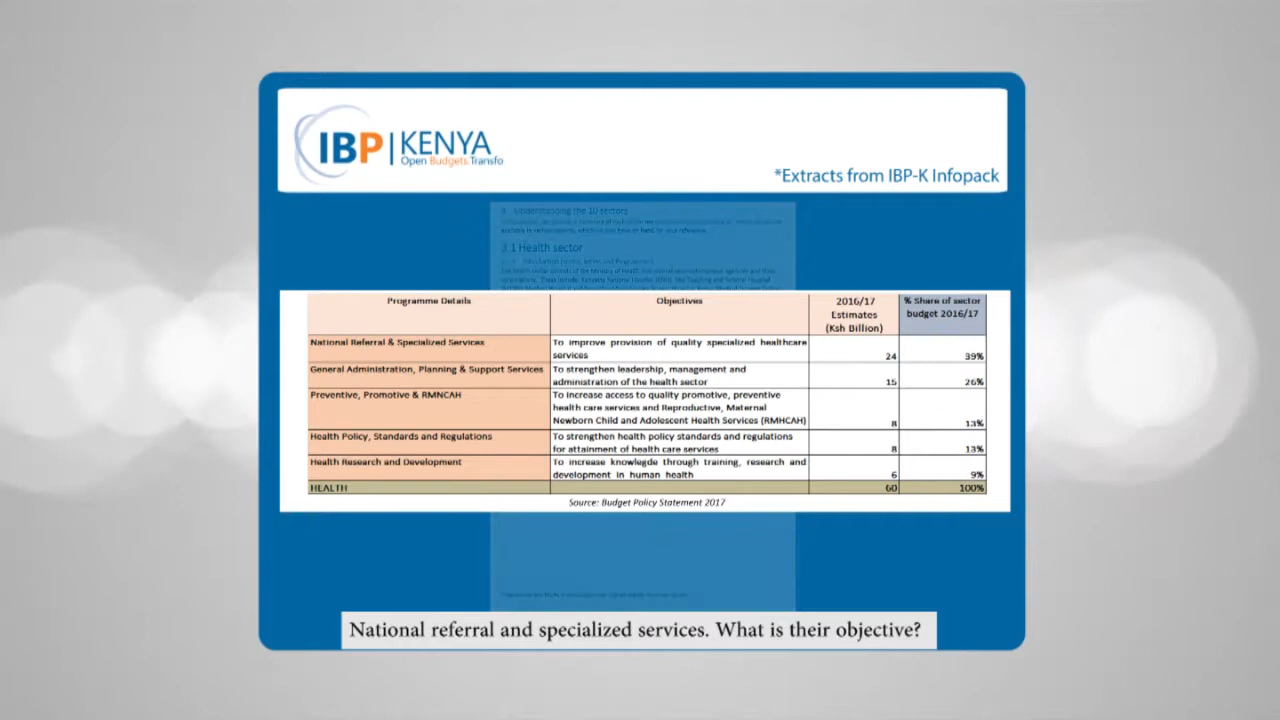 IBP | KENYA
Open Budgets Transfo
*Extracts from IBP-K Infopack
Understanding the 10 sectors
3.1 Health sector
Programme Details Objectives 2016/17 Estimates (Ksh Billion) % Share of sector budget 2016/17
National Referral & Specialized Services To improve provision of quality specialized healthcare services 24 39%
General Administration, Planning & Support Services To strengthen leadership, management and administration of the health sector 15 26%
Preventive, Promotive & RMNCAH To increase access to quality promotive, preventive health care services and Reproductive, Maternal Newborn Child and Adolescent Health Services (RMHCAH) 8 13%
Health Policy, Standards and Regulations To strengthen health policy standards and regulations for attainment of health care services 8 13%
Health Research and Development To increase knowlegde through training, research and development in human health 6 9%
HEALTH 60 100%
Source: Budget Policy Statement 2017
National referral and specialized services. What is their objective?